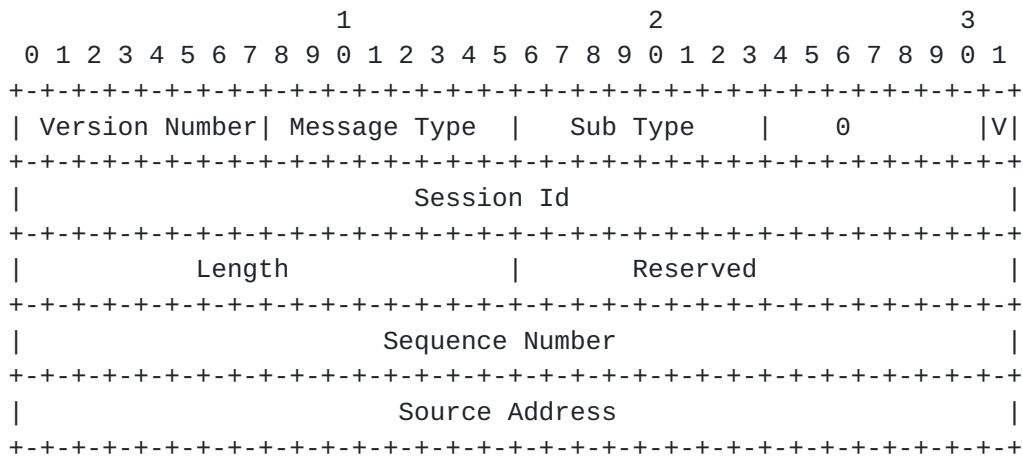 1                   2                   3
 0 1 2 3 4 5 6 7 8 9 0 1 2 3 4 5 6 7 8 9 0 1 2 3 4 5 6 7 8 9 0 1
+-+-+-+-+-+-+-+-+-+-+-+-+-+-+-+-+-+-+-+-+-+-+-+-+-+-+-+-+-+-+-+-+
| Version Number| Message Type  |   Sub Type    |    0        |V|
+-+-+-+-+-+-+-+-+-+-+-+-+-+-+-+-+-+-+-+-+-+-+-+-+-+-+-+-+-+-+-+-+
|                         Session Id                            |
+-+-+-+-+-+-+-+-+-+-+-+-+-+-+-+-+-+-+-+-+-+-+-+-+-+-+-+-+-+-+-+-+
|           Length              |       Reserved                |
+-+-+-+-+-+-+-+-+-+-+-+-+-+-+-+-+-+-+-+-+-+-+-+-+-+-+-+-+-+-+-+-+
|                       Sequence Number                         |
+-+-+-+-+-+-+-+-+-+-+-+-+-+-+-+-+-+-+-+-+-+-+-+-+-+-+-+-+-+-+-+-+
|                        Source Address                         |
+-+-+-+-+-+-+-+-+-+-+-+-+-+-+-+-+-+-+-+-+-+-+-+-+-+-+-+-+-+-+-+-+